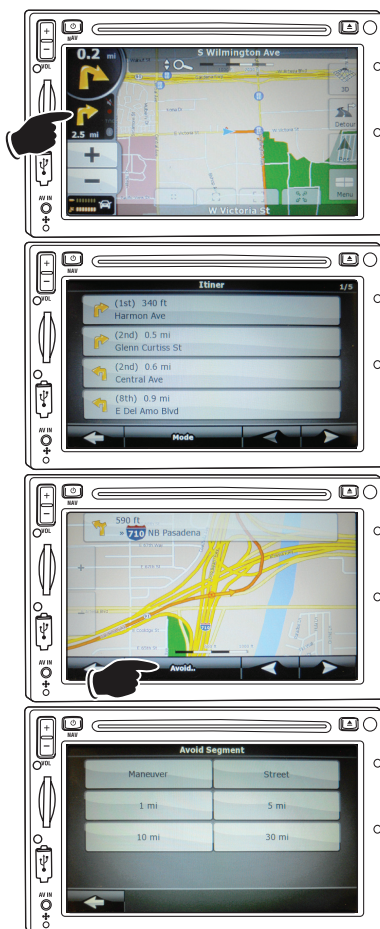 NAV
VOL
AV IN
0.2 mi
S Wilmington Ave
3D
Detour
2.5 mi
Menu
W Victoria St
NAV
VOL
AV IN
Itiner 1/5
(1st) 340 ft
Harmon Ave
(2nd) 0.5 mi
Glenn Curtiss St
(2nd) 0.6 mi
Central Ave
(8th) 0.9 mi
E Del Amo Blvd
Mode
NAV
VOL
AV IN
590 ft
» 710 NB Pasadena
710
Avoid..
NAV
VOL
AV IN
Avoid Segment
Maneuver Street
1 mi 5 mi
10 mi 30 mi